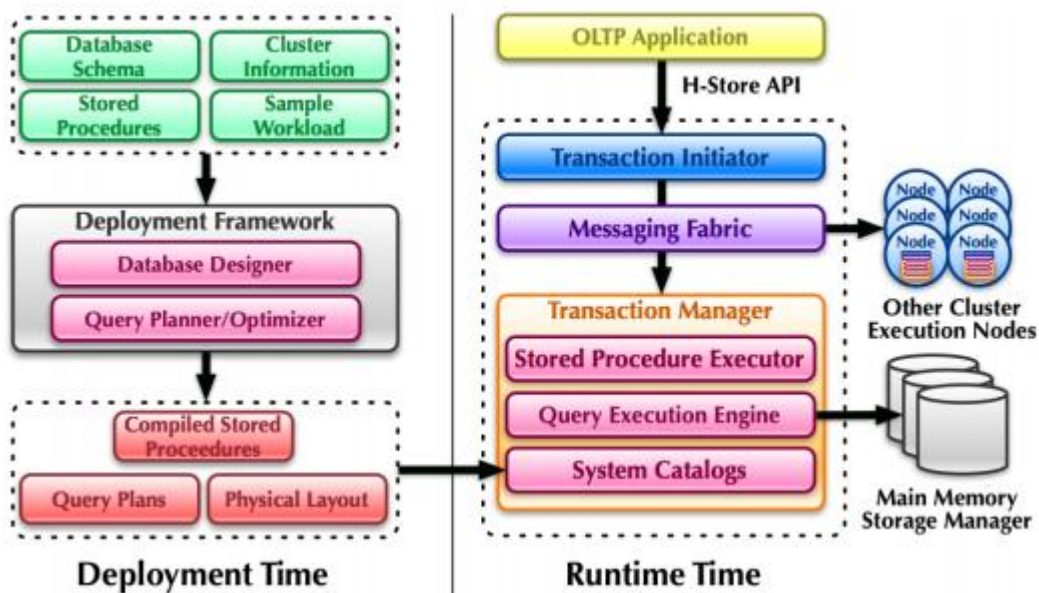 Database
Schema
Cluster
Information
Stored
Procedures
Sample
Workload
Deployment Framework
Database Designer
Query Planner/Optimizer
Compiled Stored
Proceedures
Query Plans
Physical Layout
Deployment Time
OLTP Application
H-Store API
Transaction Initiator
Messaging Fabric
Node
Node
Node
Node
Node
Node
Other Cluster
Execution Nodes
Transaction Manager
Stored Procedure Executor
Query Execution Engine
System Catalogs
Main Memory
Storage Manager
Runtime Time